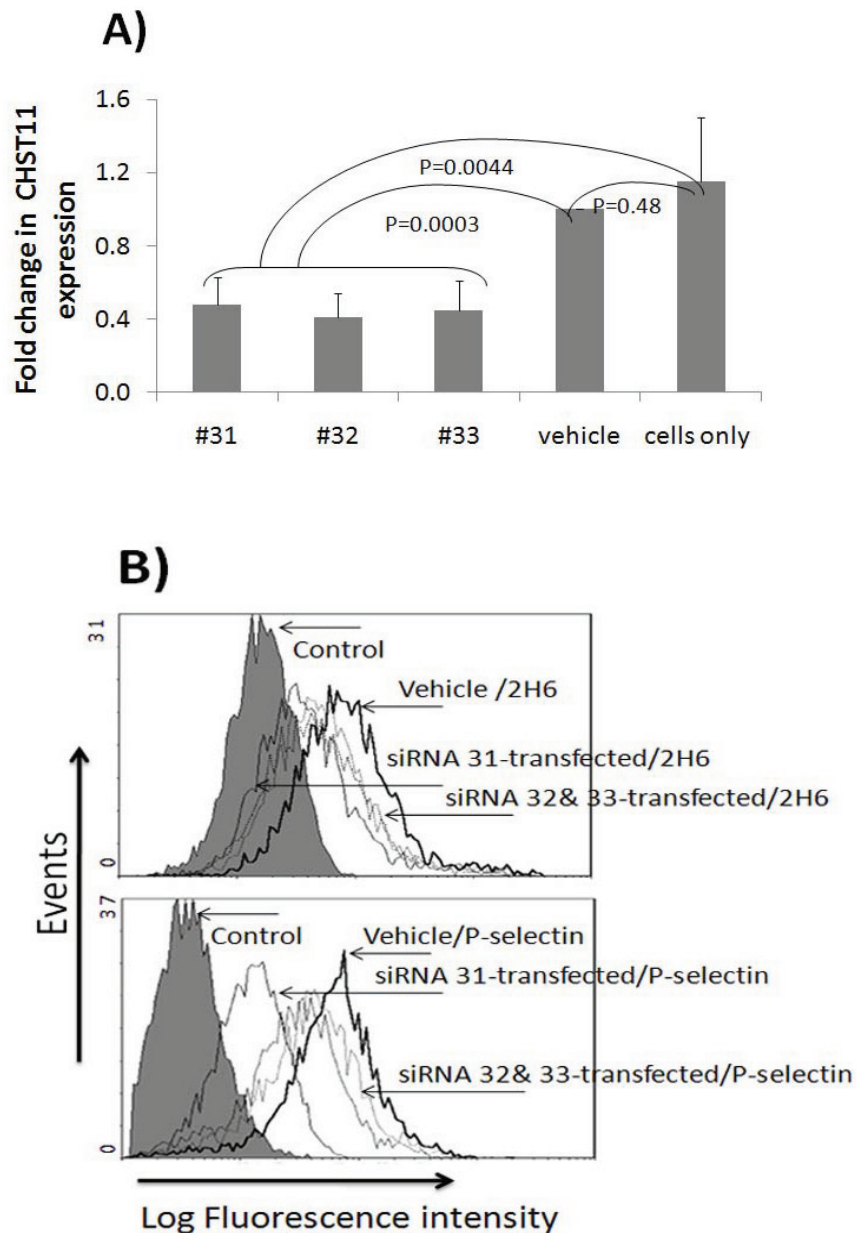 A)
Fold change in CHST11
expression
1.6
1.2
0.8
0.4
0.0
P=0.0044
P=0.48
P=0.0003
#31
#32
#33
vehicle
cells only
B)
31
0
Control
Vehicle /2H6
siRNA 31-transfected/2H6
siRNA 32& 33-transfected/2H6
37
0
Control
Vehicle/P-selectin
siRNA 31-transfected/P-selectin
siRNA 32& 33-transfected/P-selectin
Events
Log Fluorescence intensity